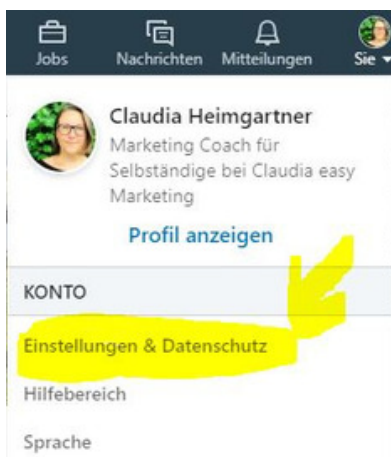 Jobs Nachrichten Mitteilungen Sie
Claudia Heimgartner
Marketing Coach für
Selbständige bei Claudia easy
Marketing
Profil anzeigen
KONTO
Einstellungen & Datenschutz
Hilfebereich
Sprache